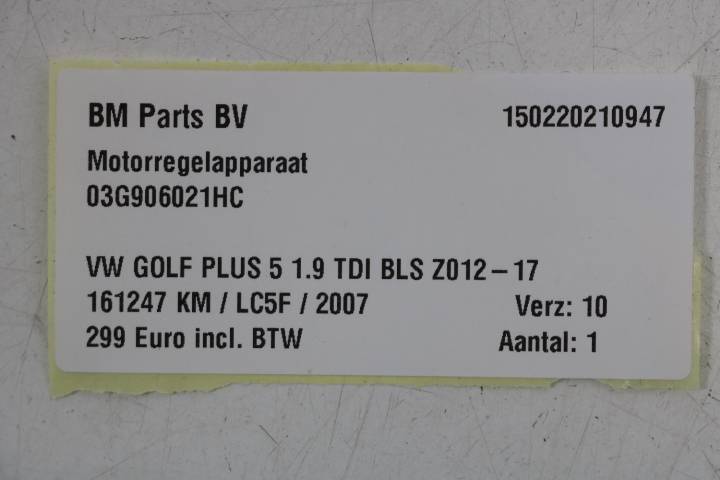 BM Parts BV 150220210947
Motorregelapparaat
03G906021HC
VW GOLF PLUS 5 1.9 TDI BLS Z012-17
161247 KM / LC5F / 2007 Verz: 10
299 Euro incl. BTW Aantal: 1